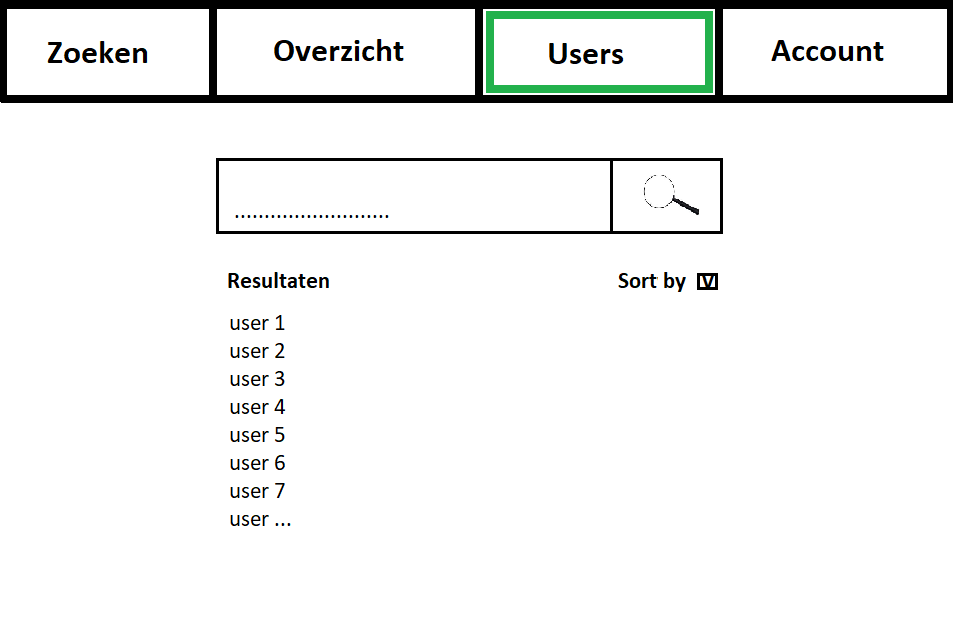 Zoeken Overzicht Users Account
..........................
Resultaten Sort by V
user 1
user 2
user 3
user 4
user 5
user 6
user 7
user ...